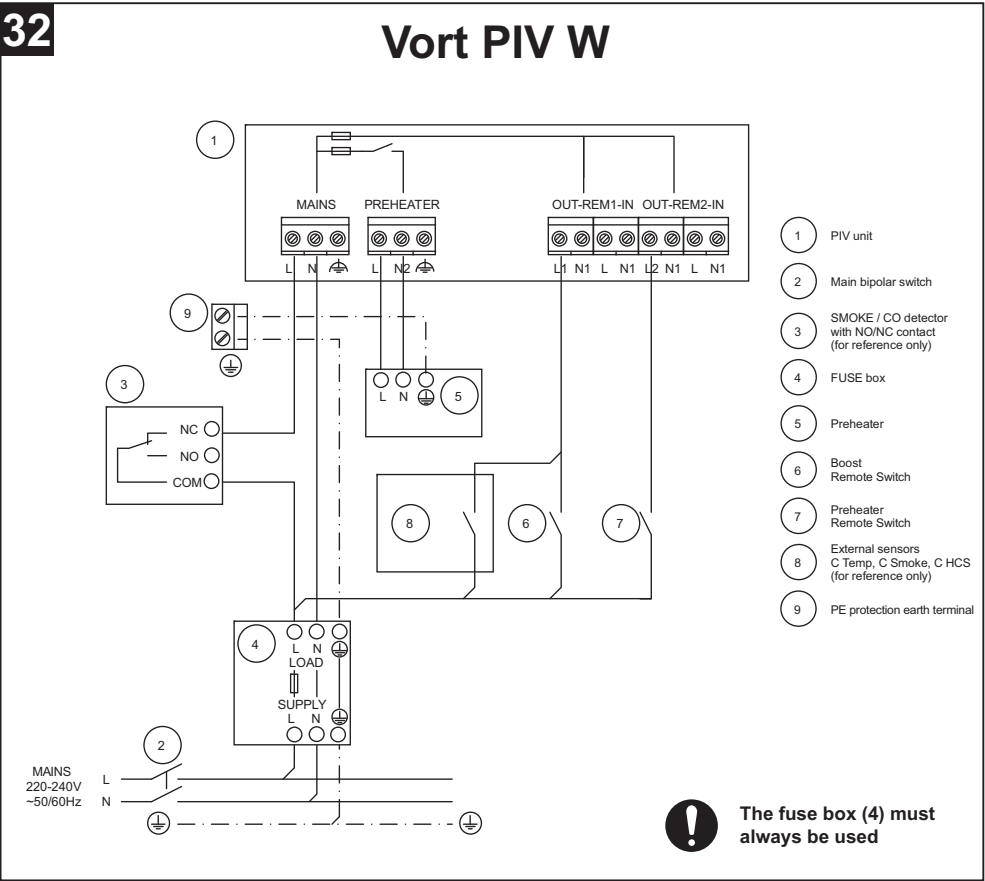 32
Vort PIV W
1
MAINS
PREHEATER
OUT-REM1-IN
OUT-REM2-IN
L N
L N2
L1 N1 L N1 L2 N1 L N1
9
3
NC
NO
COM
L N
5
8
6
7
4
L N
LOAD
SUPPLY
L N
2
MAINS
220-240V
~50/60Hz
L
N
1 PIV unit
2 Main bipolar switch
3 SMOKE / CO detector
with NO/NC contact
(for reference only)
4 FUSE box
5 Preheater
6 Boost
Remote Switch
7 Preheater
Remote Switch
8 External sensors
C Temp, C Smoke, C HCS
(for reference only)
9 PE protection earth terminal
The fuse box (4) must
always be used